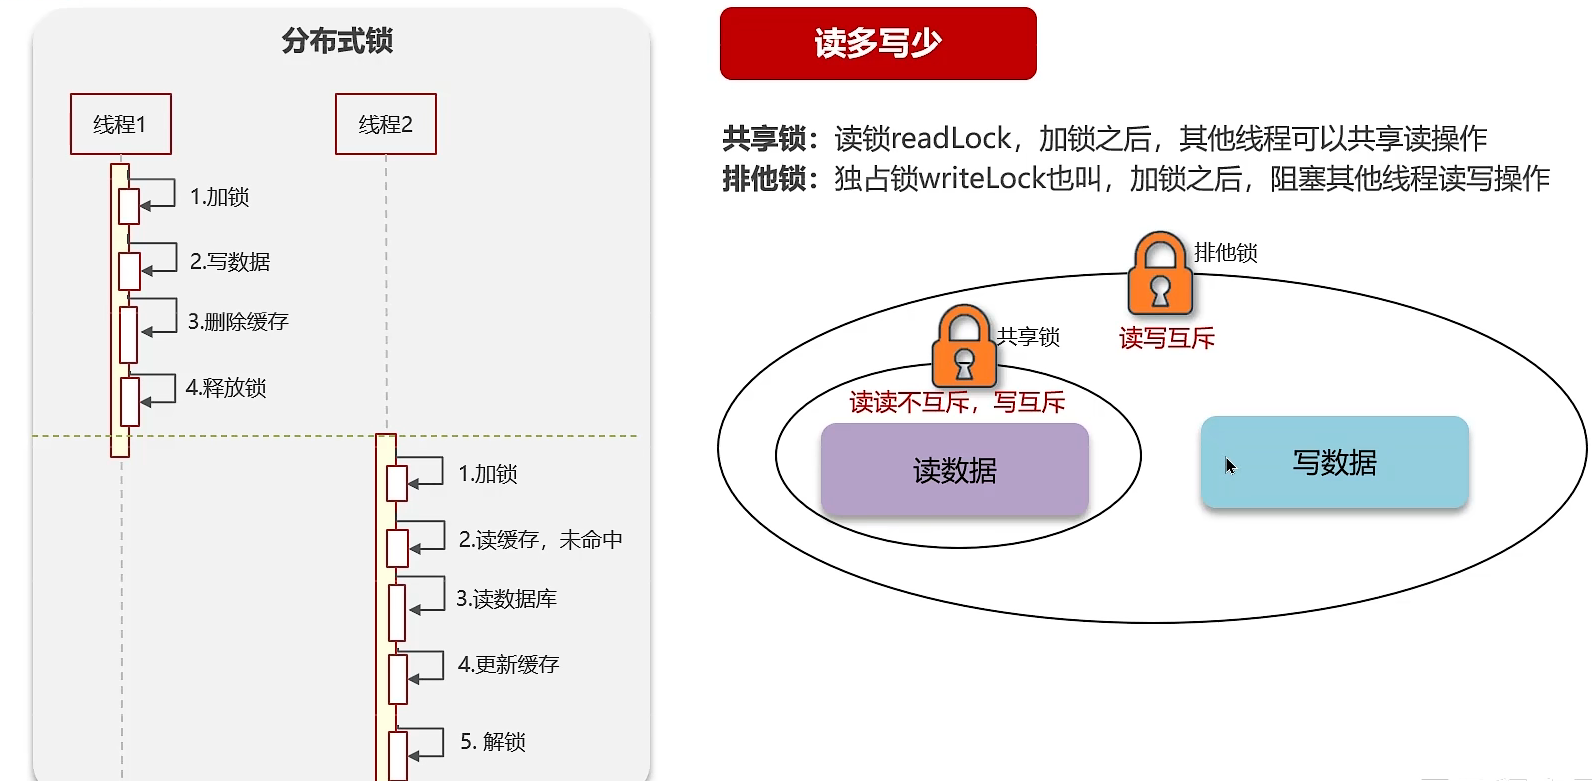 分布式锁
线程1
线程2
1.加锁
2.写数据
3.删除缓存
4.释放锁
1.加锁
2.读缓存，未命中
3.读数据库
4.更新缓存
5. 解锁
读多写少
共享锁：读锁readLock，加锁之后，其他线程可以共享读操作
排他锁：独占锁writeLock也叫，加锁之后，阻塞其他线程读写操作
排他锁
读写互斥
共享锁
读读不互斥，写互斥
读数据
写数据